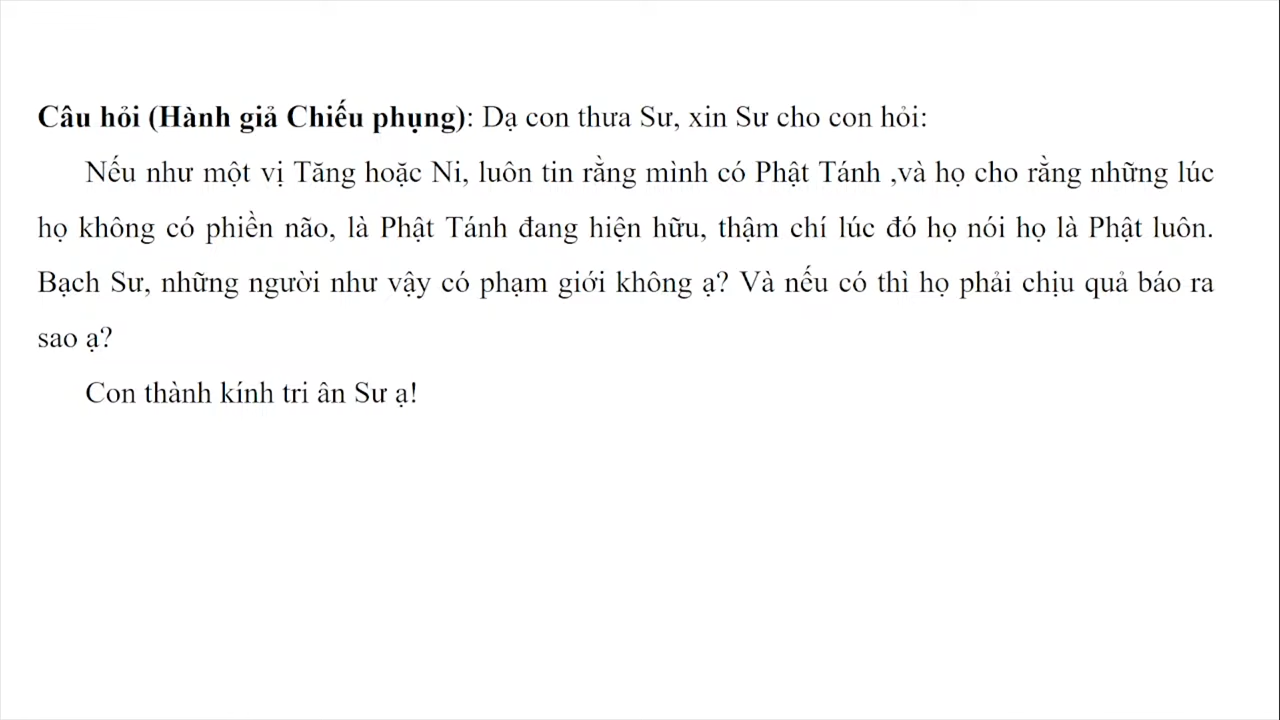 Câu hỏi (Hành giả Chiếu phụng): Dạ con thưa Sư, xin Sư cho con hỏi:
Nếu như một vị Tăng hoặc Ni, luôn tin rằng mình có Phật Tánh ,và họ cho rằng những lúc
họ không có phiền não, là Phật Tánh đang hiện hữu, thậm chí lúc đó họ nói họ là Phật luôn.
Bạch Sư, những người như vậy có phạm giới không ạ? Và nếu có thì họ phải chịu quả báo ra
sao ạ?
Con thành kính tri ân Sư ạ!